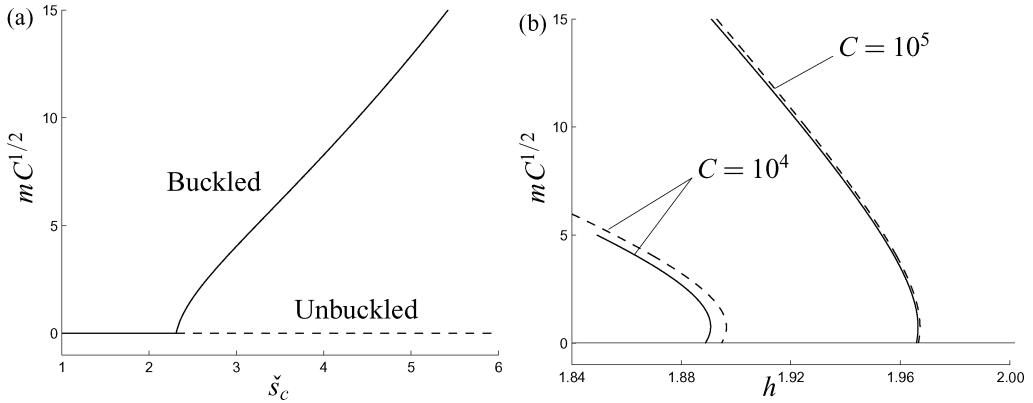 (a)
15
10
5
0
mC^{1/2}
Buckled
Unbuckled
1 2 3 4 5 6
š_c
(b)
15
10
5
0
mC^{1/2}
C = 10^5
C = 10^4
1.84 1.88 1.92 1.96 2.00
h